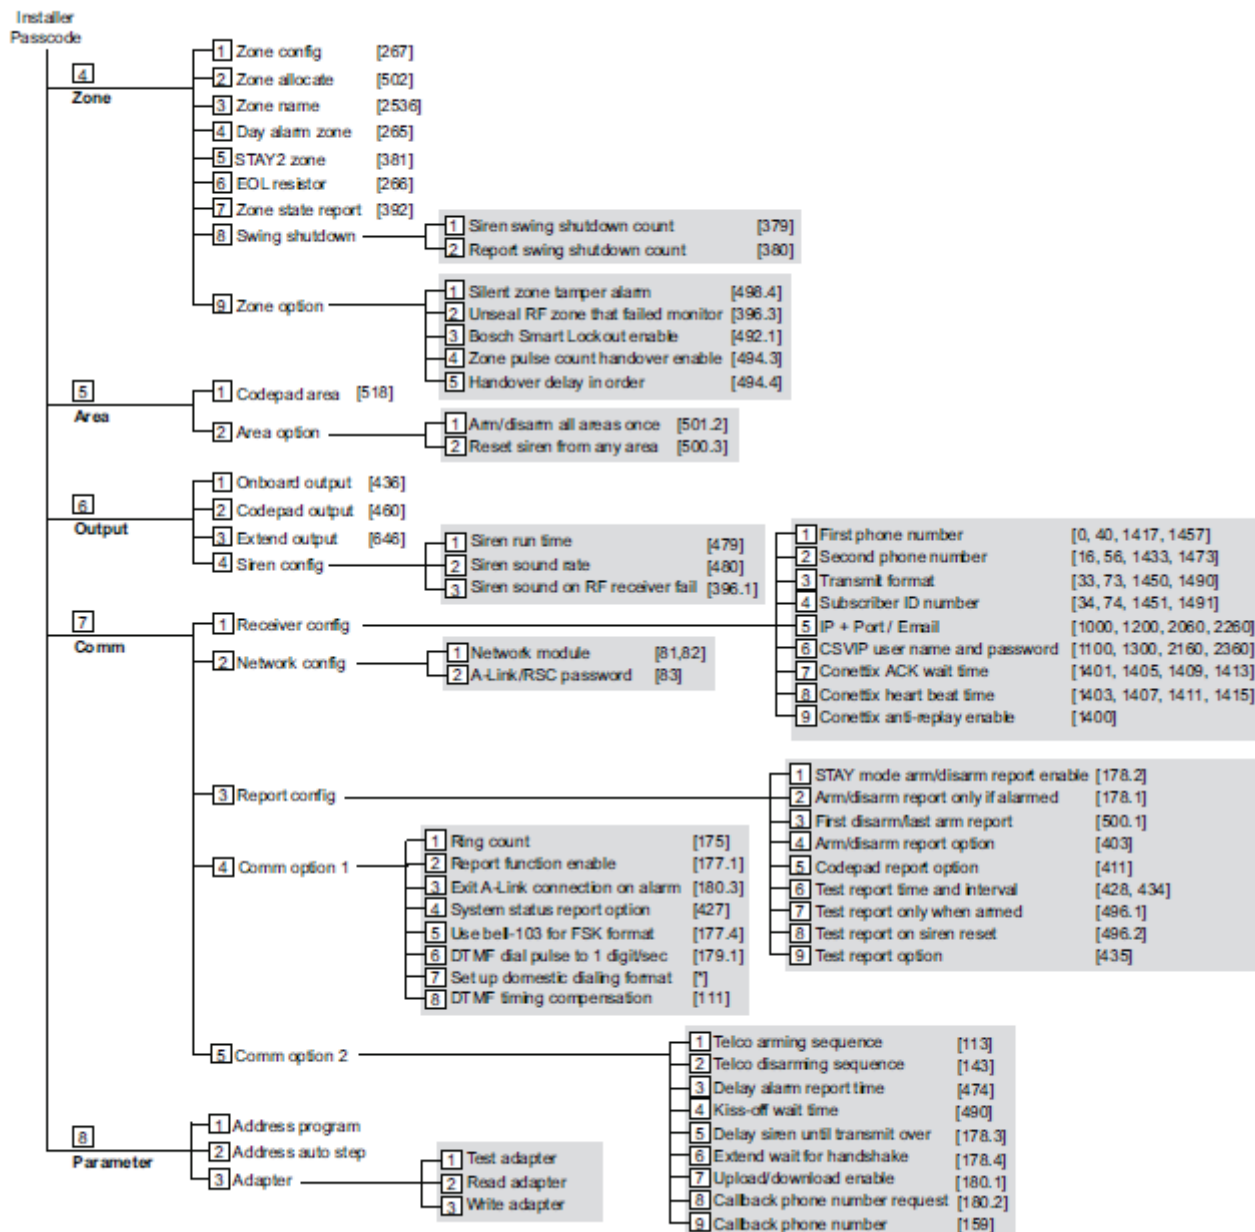 Installer
Passcode
4
Zone
1 Zone config [267]
2 Zone allocate [502]
3 Zone name [2536]
4 Day alarm zone [265]
5 STAY2 zone [381]
6 EOL resistor [266]
7 Zone state report [392]
8 Swing shutdown
1 Siren swing shutdown count [379]
2 Report swing shutdown count [380]
9 Zone option
1 Silent zone tamper alarm [498.4]
2 Unseal RF zone that failed monitor [396.3]
3 Bosch Smart Lockout enable [492.1]
4 Zone pulse count handover enable [494.3]
5 Handover delay in order [494.4]
5
Area
1 Codepad area [518]
2 Area option
1 Arm/disarm all areas once [501.2]
2 Reset siren from any area [500.3]
6
Output
1 Onboard output [436]
2 Codepad output [460]
3 Extend output [646]
4 Siren config
1 Siren run time [479]
2 Siren sound rate [480]
3 Siren sound on RF receiver fail [396.1]
7
Comm
1 Receiver config
1 First phone number [0, 40, 1417, 1457]
2 Second phone number [16, 56, 1433, 1473]
3 Transmit format [33, 73, 1450, 1490]
4 Subscriber ID number [34, 74, 1451, 1491]
5 IP + Port / Email [1000, 1200, 2060, 2260]
6 CSVIP user name and password [1100, 1300, 2160, 2360]
7 Conettix ACK wait time [1401, 1405, 1409, 1413]
8 Conettix heart beat time [1403, 1407, 1411, 1415]
9 Conettix anti-replay enable [1400]
2 Network config
1 Network module [81,82]
2 A-Link/RSC password [83]
3 Report config
1 STAY mode arm/disarm report enable [178.2]
2 Arm/disarm report only if alarmed [178.1]
3 First disarm/last arm report [500.1]
4 Arm/disarm report option [403]
5 Codepad report option [411]
6 Test report time and interval [428, 434]
7 Test report only when armed [496.1]
8 Test report on siren reset [496.2]
9 Test report option [435]
4 Comm option 1
1 Ring count [175]
2 Report function enable [177.1]
3 Exit A-Link connection on alarm [180.3]
4 System status report option [427]
5 Use bell-103 for FSK format [177.4]
6 DTMF dial pulse to 1 digit/sec [179.1]
7 Set up domestic dialing format [*]
8 DTMF timing compensation [111]
5 Comm option 2
1 Telco arming sequence [113]
2 Telco disarming sequence [143]
3 Delay alarm report time [474]
4 Kiss-off wait time [490]
5 Delay siren until transmit over [178.3]
6 Extend wait for handshake [178.4]
7 Upload/download enable [180.1]
8 Callback phone number request [180.2]
9 Callback phone number [159]
8
Parameter
1 Address program
2 Address auto step
3 Adapter
1 Test adapter
2 Read adapter
3 Write adapter